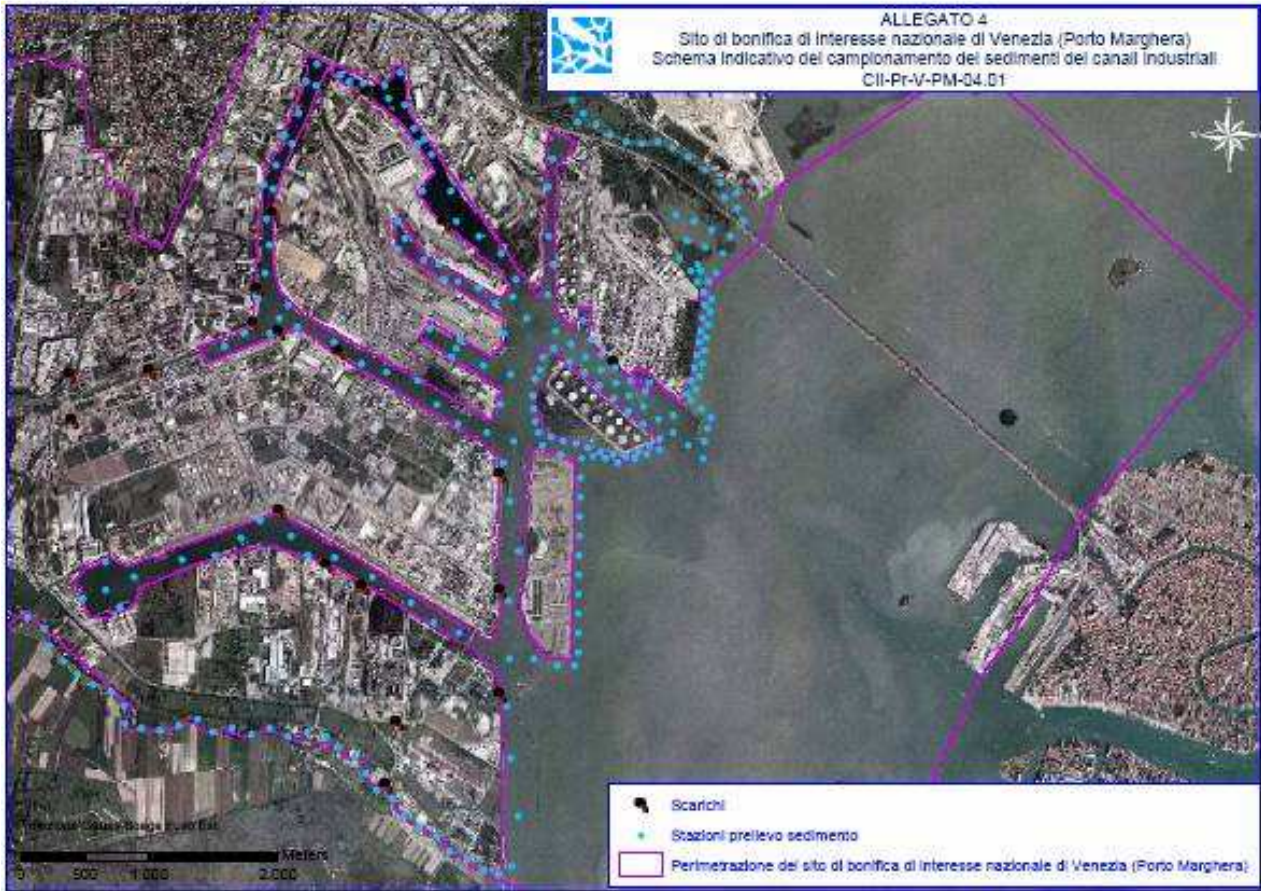 ALLEGATO 4
Sito di bonifica di interesse nazionale di Venezia (Porto Marghera)
Schema indicativo del campionamento dei sedimenti dei canali industriali
CII-Pr-V-PM-04.01
Scarichi
Stazioni prelievo sedimento
Perimetrazione del sito di bonifica di interesse nazionale di Venezia (Porto Marghera)
Meters
0 500 1.000 2.000